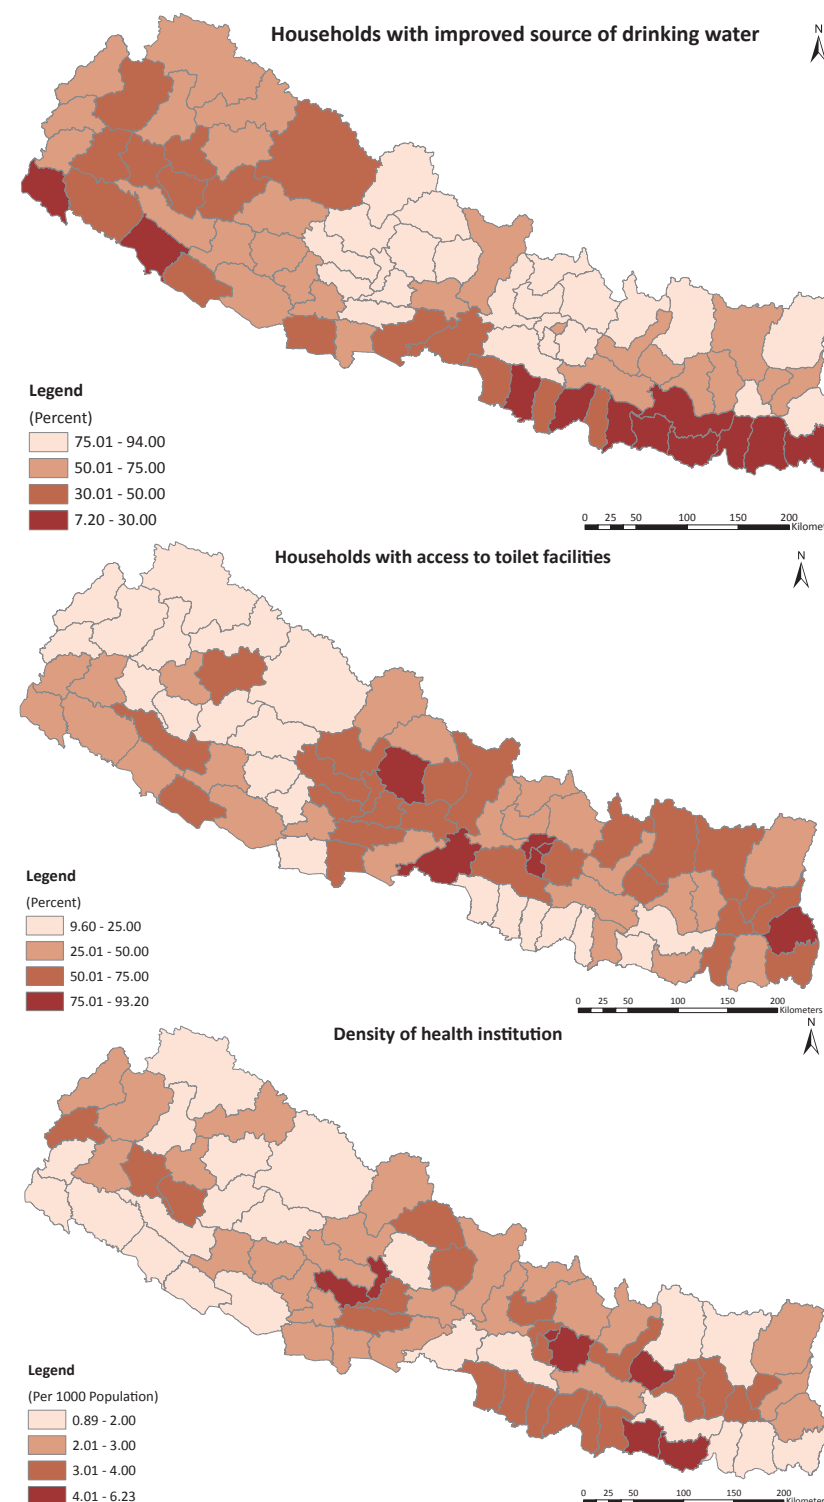 Households with improved source of drinking water
N
Legend
(Percent)
75.01 - 94.00
50.01 - 75.00
30.01 - 50.00
7.20 - 30.00
0 25 50 100 150 200
Kilomet
Households with access to toilet facilities
N
Legend
(Percent)
9.60 - 25.00
25.01 - 50.00
50.01 - 75.00
75.01 - 93.20
0 25 50 100 150 200
Kilometers
Density of health institution
N
Legend
(Per 1000 Population)
0.89 - 2.00
2.01 - 3.00
3.01 - 4.00
4.01 - 6.23
0 25 50 100 150 200
Kilomet